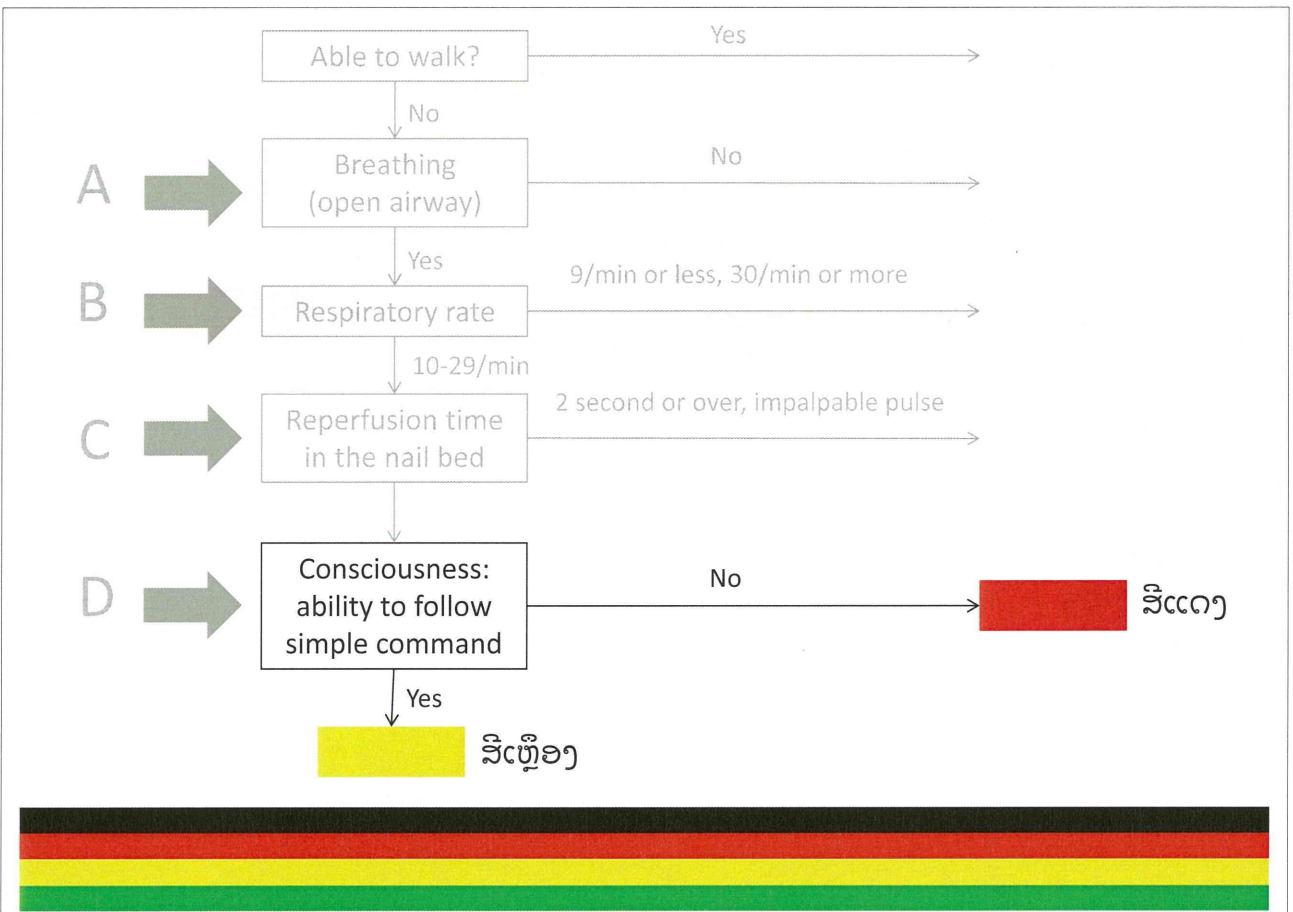 Able to walk?
Yes
No
A
Breathing
(open airway)
No
Yes
B
Respiratory rate
9/min or less, 30/min or more
10-29/min
C
Reperfusion time
in the nail bed
2 second or over, impalpable pulse
D
Consciousness:
ability to follow
simple command
No
ສີແດງ
Yes
ສີເຫຼືອງ